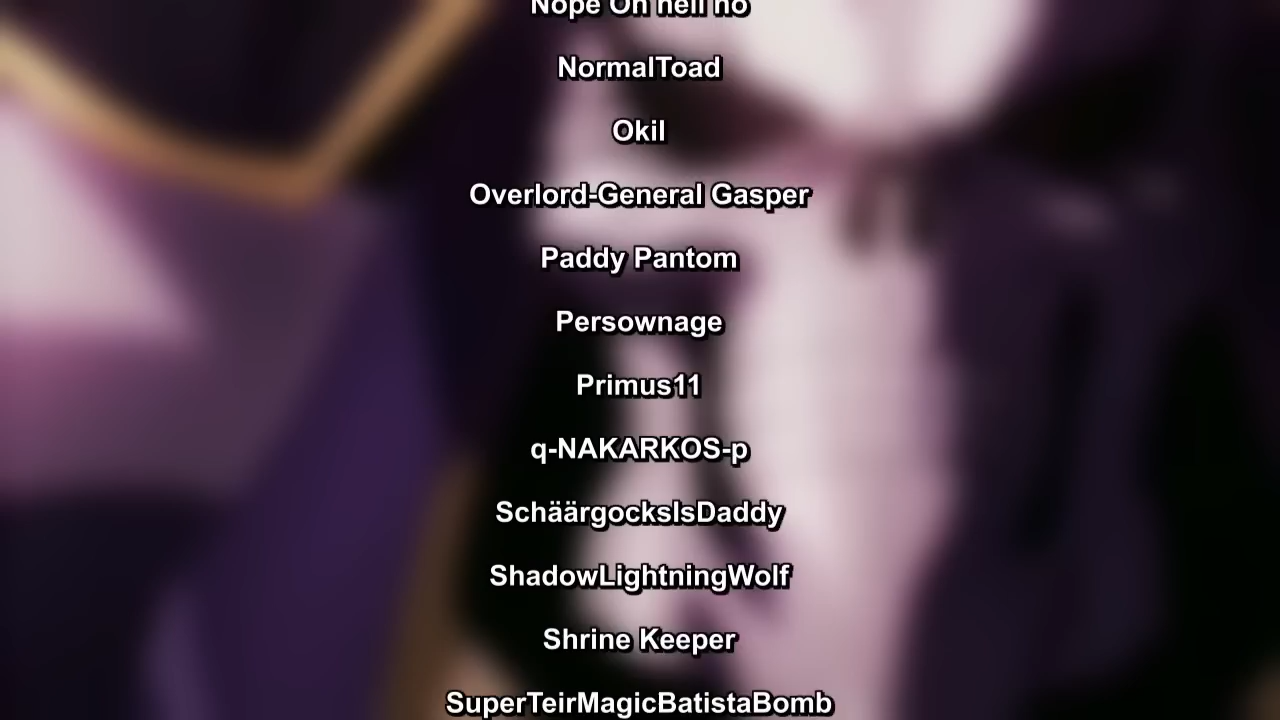 Nope Oh hell no
NormalToad
Okil
Overlord-General Gasper
Paddy Pantom
Persownage
Primus11
q-NAKARKOS-p
SchäärgocksIsDaddy
ShadowLightningWolf
Shrine Keeper
SuperTeirMagicBatistaBomb